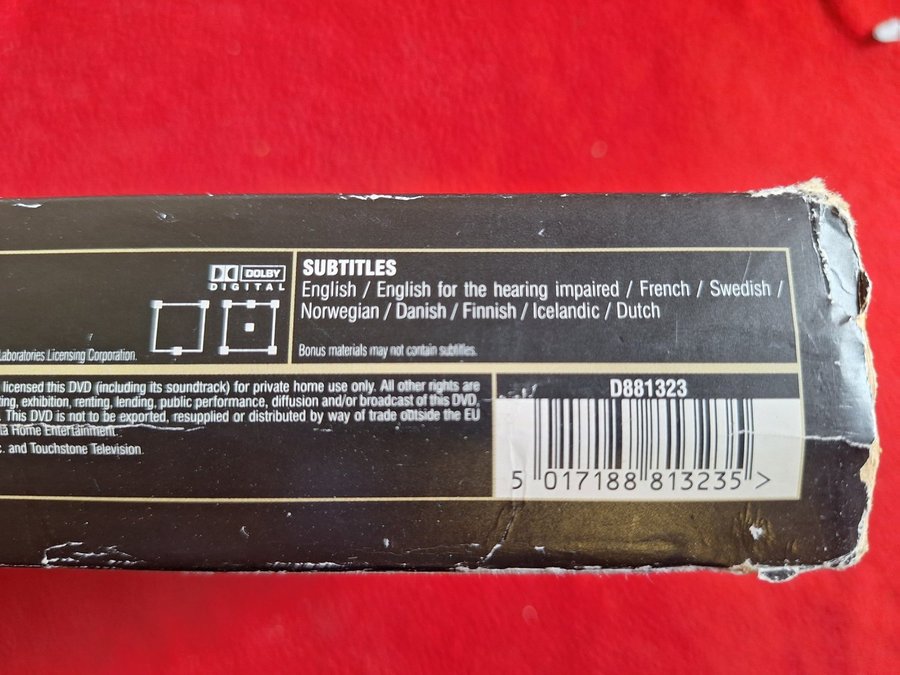 DOLBY
DIGITAL
Laboratories Licensing Corporation.
SUBTITLES
English / English for the hearing impaired / French / Swedish /
Norwegian / Danish / Finnish / Icelandic / Dutch
Bonus materials may not contain subtitles.
licensed this DVD (including its soundtrack) for private home use only. All other rights are
ting, exhibition, renting, lending, public performance, diffusion and/or broadcast of this DVD,
. This DVD is not to be exported, resupplied or distributed by way of trade outside the EU
ta Home Entertainment.
c. and Touchstone Television.
D881323
5 017188 813235 >